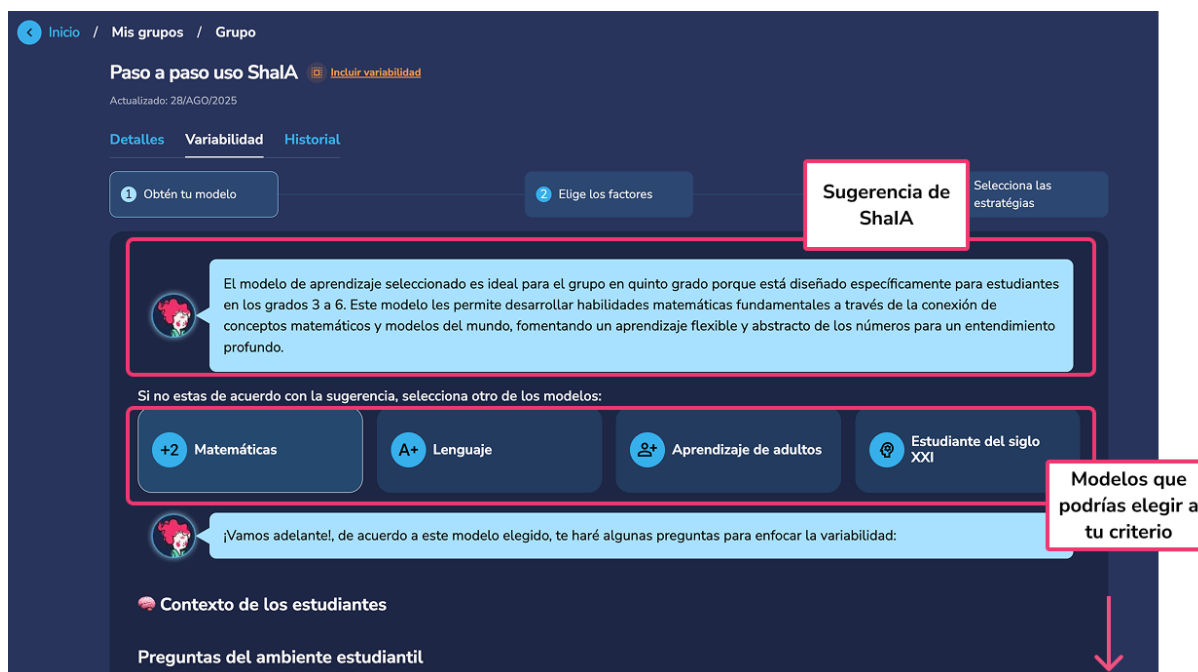 Inicio / Mis grupos / Grupo
Paso a paso uso ShaIA Incluir variabilidad
Actualizado: 28/AGO/2025
Detalles Variabilidad Historial
1 Obtén tu modelo
2 Elige los factores
Sugerencia de
ShaIA
Selecciona las
estratégias
El modelo de aprendizaje seleccionado es ideal para el grupo en quinto grado porque está diseñado específicamente para estudiantes
en los grados 3 a 6. Este modelo les permite desarrollar habilidades matemáticas fundamentales a través de la conexión de
conceptos matemáticos y modelos del mundo, fomentando un aprendizaje flexible y abstracto de los números para un entendimiento
profundo.
Si no estas de acuerdo con la sugerencia, selecciona otro de los modelos:
+2 Matemáticas
A+ Lenguaje
Aprendizaje de adultos
Estudiante del siglo
XXI
Modelos que
podrías elegir a
tu criterio
¡Vamos adelante!, de acuerdo a este modelo elegido, te haré algunas preguntas para enfocar la variabilidad:
Contexto de los estudiantes
Preguntas del ambiente estudiantil